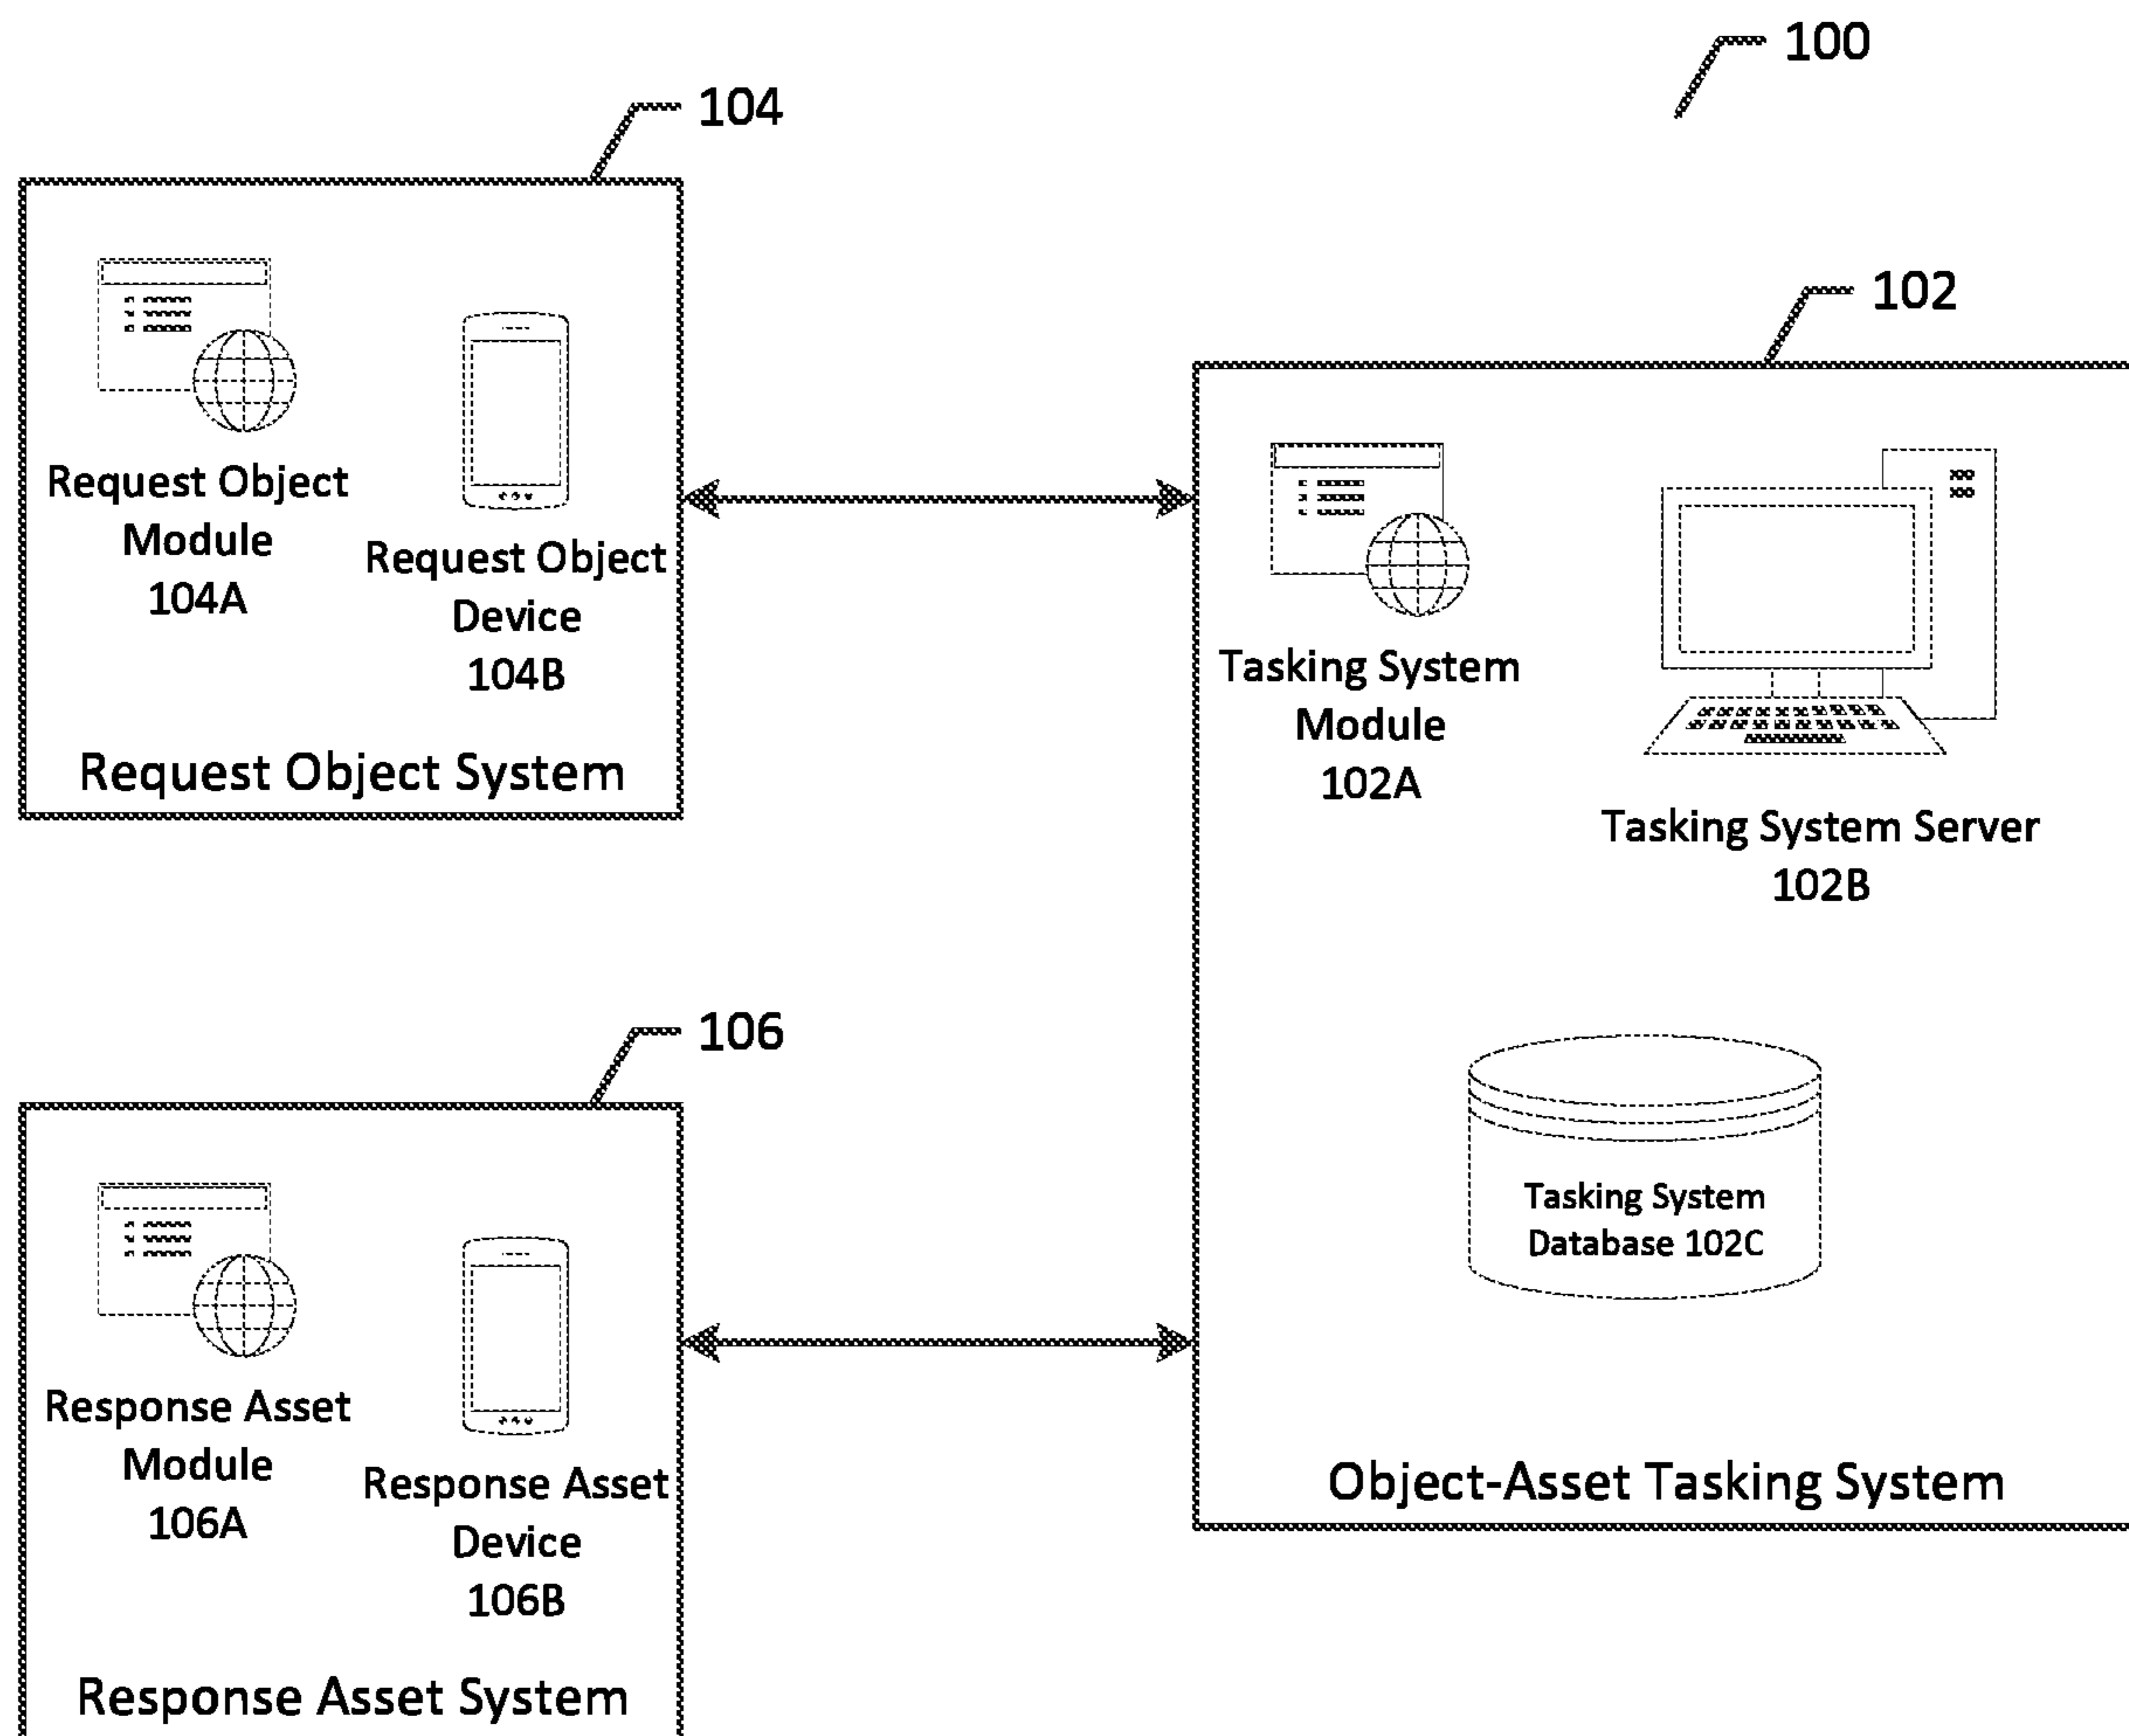 100
104
Request Object
Module
104A
Request Object
Device
104B
Request Object System
102
Tasking System
Module
102A
Tasking System Server
102B
Tasking System
Database 102C
Object-Asset Tasking System
106
Response Asset
Module
106A
Response Asset
Device
106B
Response Asset System